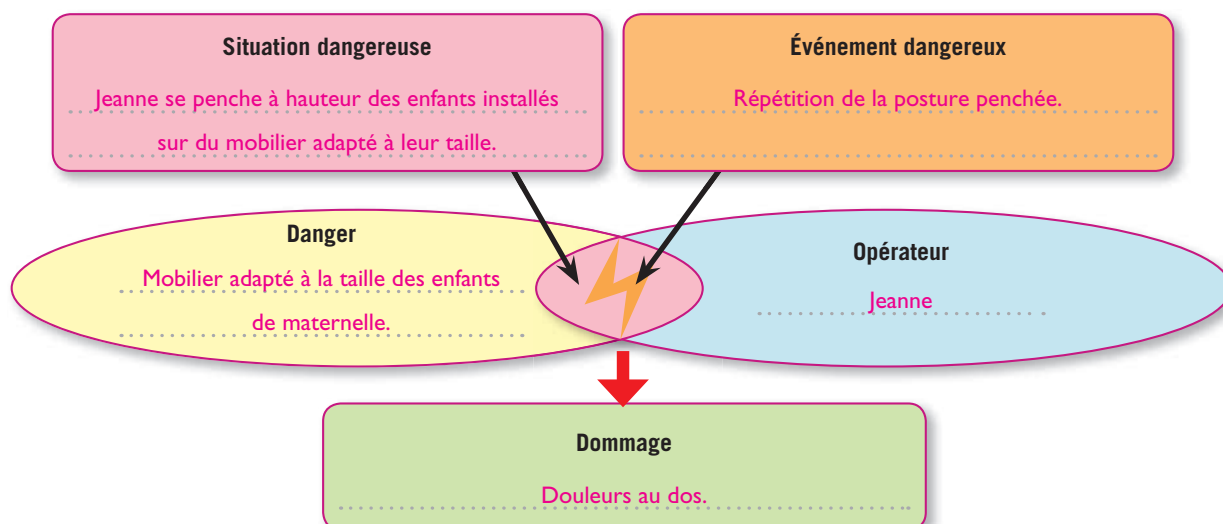 Situation dangereuse
Jeanne se penche à hauteur des enfants installés
sur du mobilier adapté à leur taille.
Événement dangereux
Répétition de la posture penchée.
Danger
Mobilier adapté à la taille des enfants
de maternelle.
Opérateur
Jeanne
Dommage
Douleurs au dos.